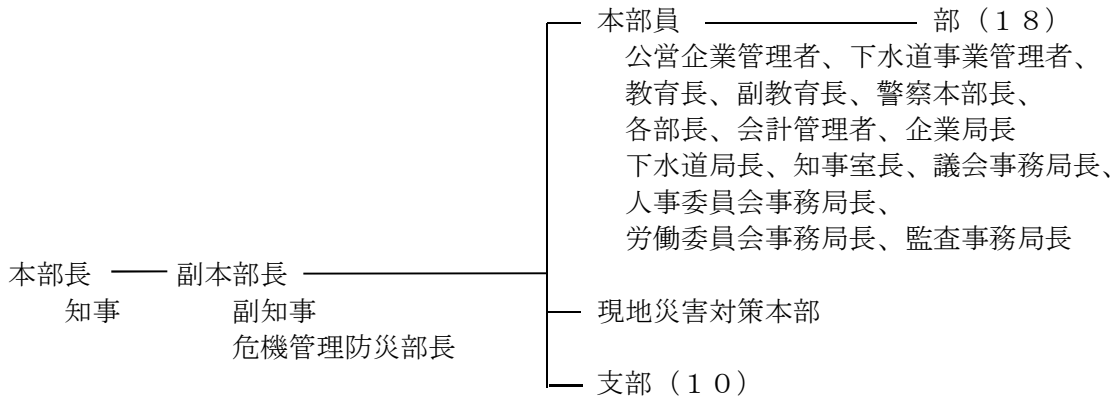 本部員 部（１８）
公営企業管理者、下水道事業管理者、
教育長、副教育長、警察本部長、
各部長、会計管理者、企業局長
下水道局長、知事室長、議会事務局長、
人事委員会事務局長、
労働委員会事務局長、監査事務局長
本部長 副本部長
知事 副知事
危機管理防災部長
現地災害対策本部
支部（１０）